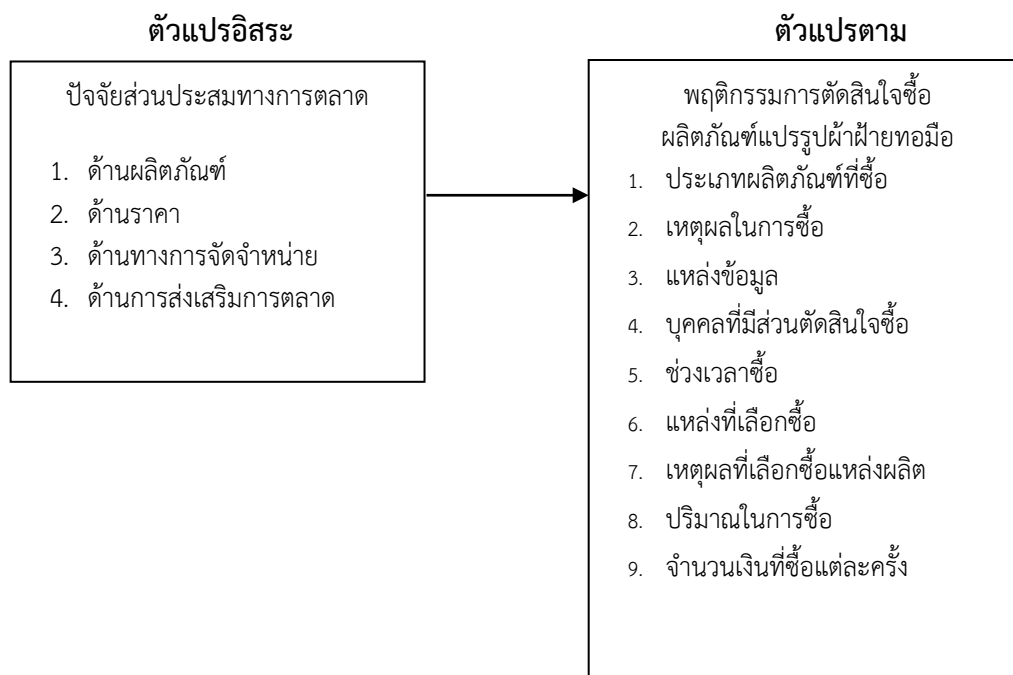 ตัวแปรอิสระ
ปัจจัยส่วนประสมทางการตลาด
1. ด้านผลิตภัณฑ์
2. ด้านราคา
3. ด้านทางการจัดจำหน่าย
4. ด้านการส่งเสริมการตลาด
ตัวแปรตาม
พฤติกรรมการตัดสินใจซื้อ
ผลิตภัณฑ์แปรรูปผ้าฝ้ายทอมือ
1. ประเภทผลิตภัณฑ์ที่ซื้อ
2. เหตุผลในการซื้อ
3. แหล่งข้อมูล
4. บุคคลที่มีส่วนตัดสินใจซื้อ
5. ช่วงเวลาซื้อ
6. แหล่งที่เลือกซื้อ
7. เหตุผลที่เลือกซื้อแหล่งผลิต
8. ปริมาณในการซื้อ
9. จำนวนเงินที่ซื้อแต่ละครั้ง